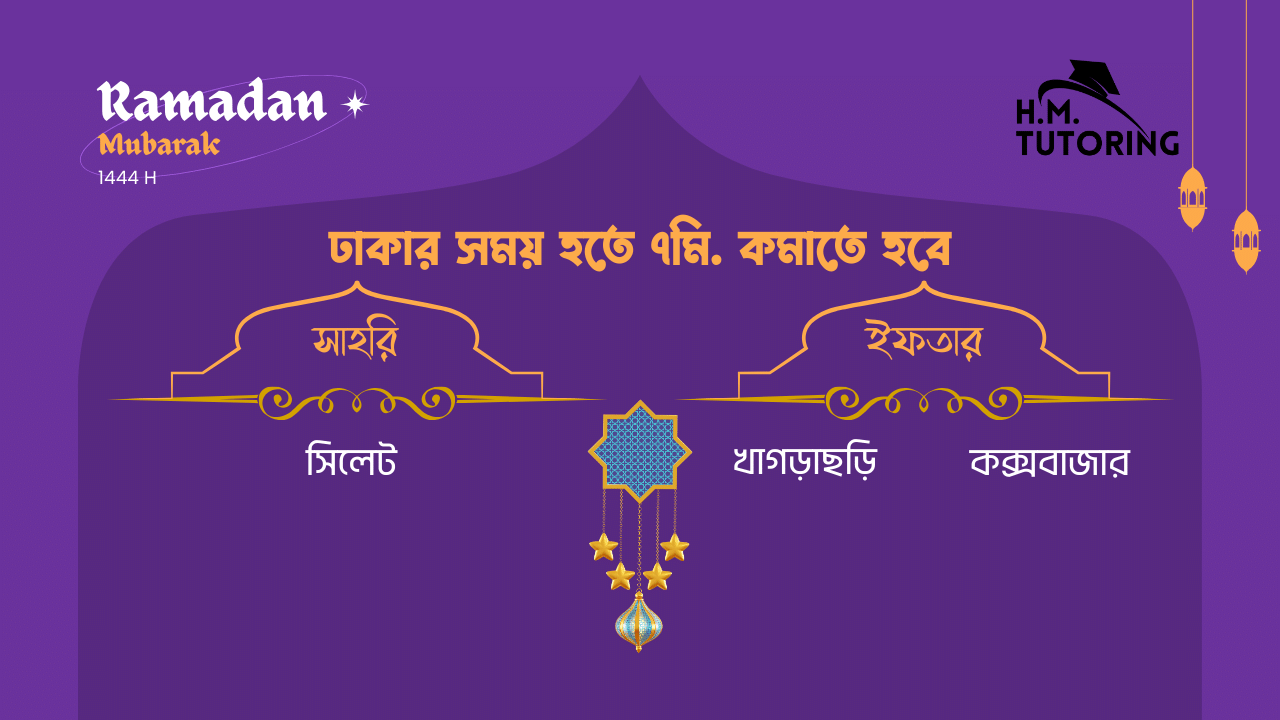 Ramadan
Mubarak
1444 H
H.M.
TUTORING
ঢাকার সময় হতে ৭মি. কমাতে হবে
সাহরি
ইফতার
সিলেট
খাগড়াছড়ি
কক্সবাজার